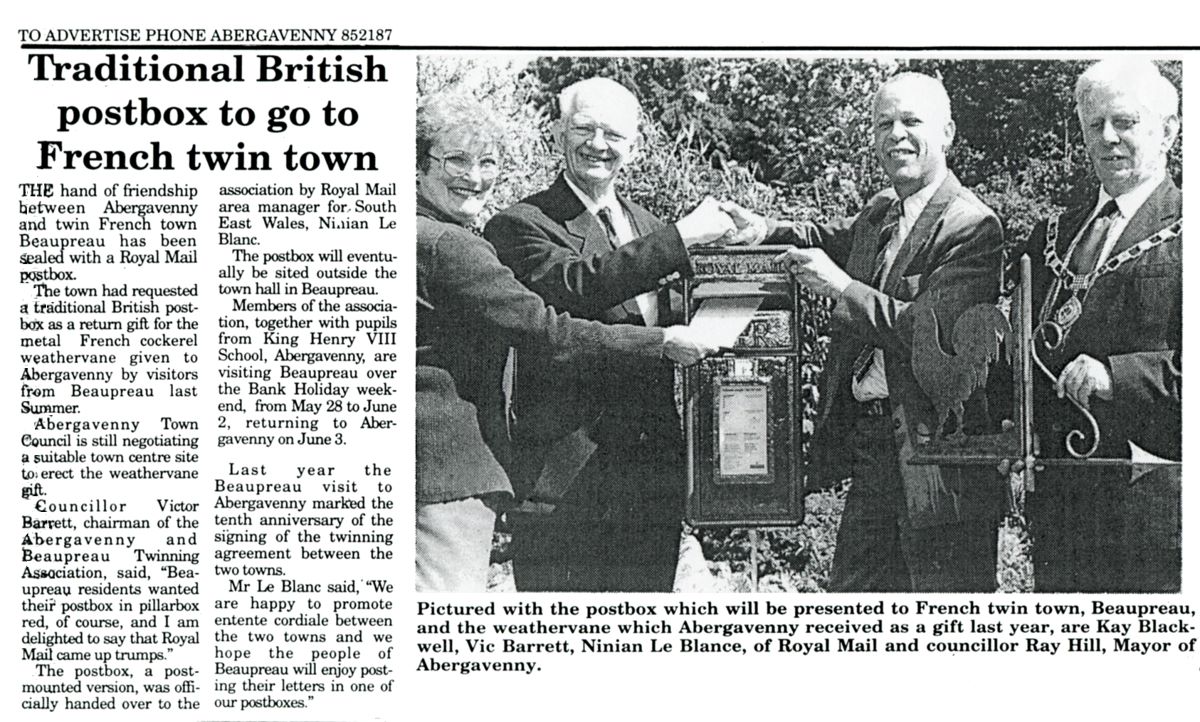 TO ADVERTISE PHONE ABERGAVENNY 852187
Traditional British
postbox to go to
French twin town
THE hand of friendship
between Abergavenny
and twin French town
Beaupreau has been
sealed with a Royal Mail
postbox.
The town had requested
a traditional British post-
box as a return gift for the
metal French cockerel
weathervane given to
Abergavenny by visitors
from Beaupreau last
Summer.
Abergavenny Town
Council is still negotiating
a suitable town centre site
to erect the weathervane
gift.
Councillor Victor
Barrett, chairman of the
Abergavenny and
Beaupreau Twinning
Association, said, “Bea-
upreau residents wanted
their postbox in pillarbox
red, of course, and I am
delighted to say that Royal
Mail came up trumps.”
The postbox, a post-
mounted version, was offi-
cially handed over to the
association by Royal Mail
area manager for South
East Wales, Ninian Le
Blanc.
The postbox will eventu-
ally be sited outside the
town hall in Beaupreau.
Members of the associa-
tion, together with pupils
from King Henry VIII
School, Abergavenny, are
visiting Beaupreau over
the Bank Holiday week-
end, from May 28 to June
2, returning to Aber-
gavenny on June 3.
Last year the
Beaupreau visit to
Abergavenny marked the
tenth anniversary of the
signing of the twinning
agreement between the
two towns.
Mr Le Blanc said, “We
are happy to promote
entente cordiale between
the two towns and we
hope the people of
Beaupreau will enjoy post-
ing their letters in one of
our postboxes.”
ROYAL MAIL
Pictured with the postbox which will be presented to French twin town, Beaupreau,
and the weathervane which Abergavenny received as a gift last year, are Kay Black-
well, Vic Barrett, Ninian Le Blance, of Royal Mail and councillor Ray Hill, Mayor of
Abergavenny.